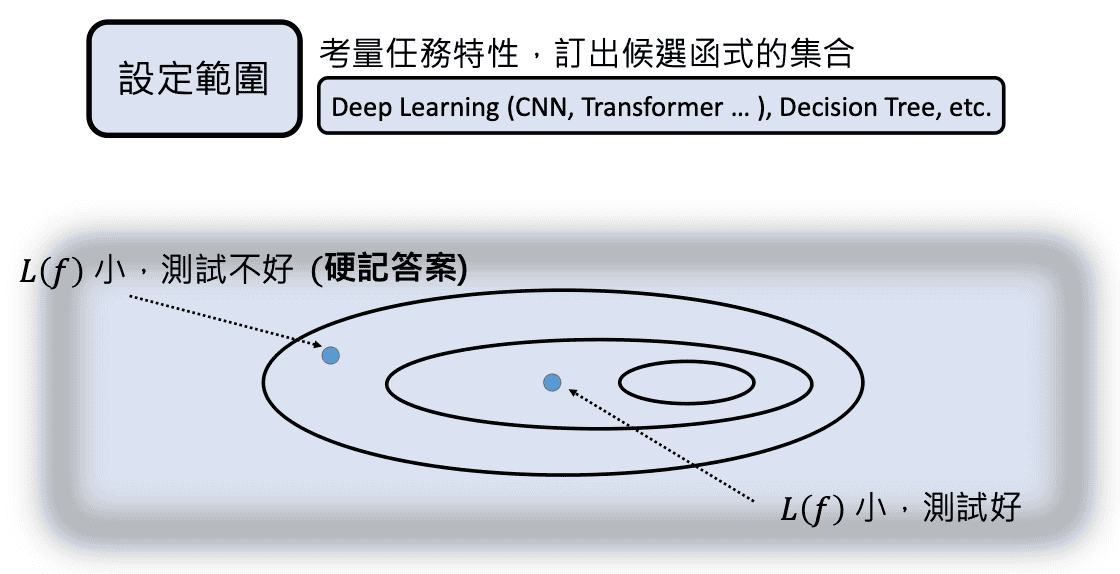 設定範圍
考量任務特性，訂出候選函式的集合
Deep Learning (CNN, Transformer … ), Decision Tree, etc.
L(f) 小，測試不好 (硬記答案)
L(f) 小，測試好